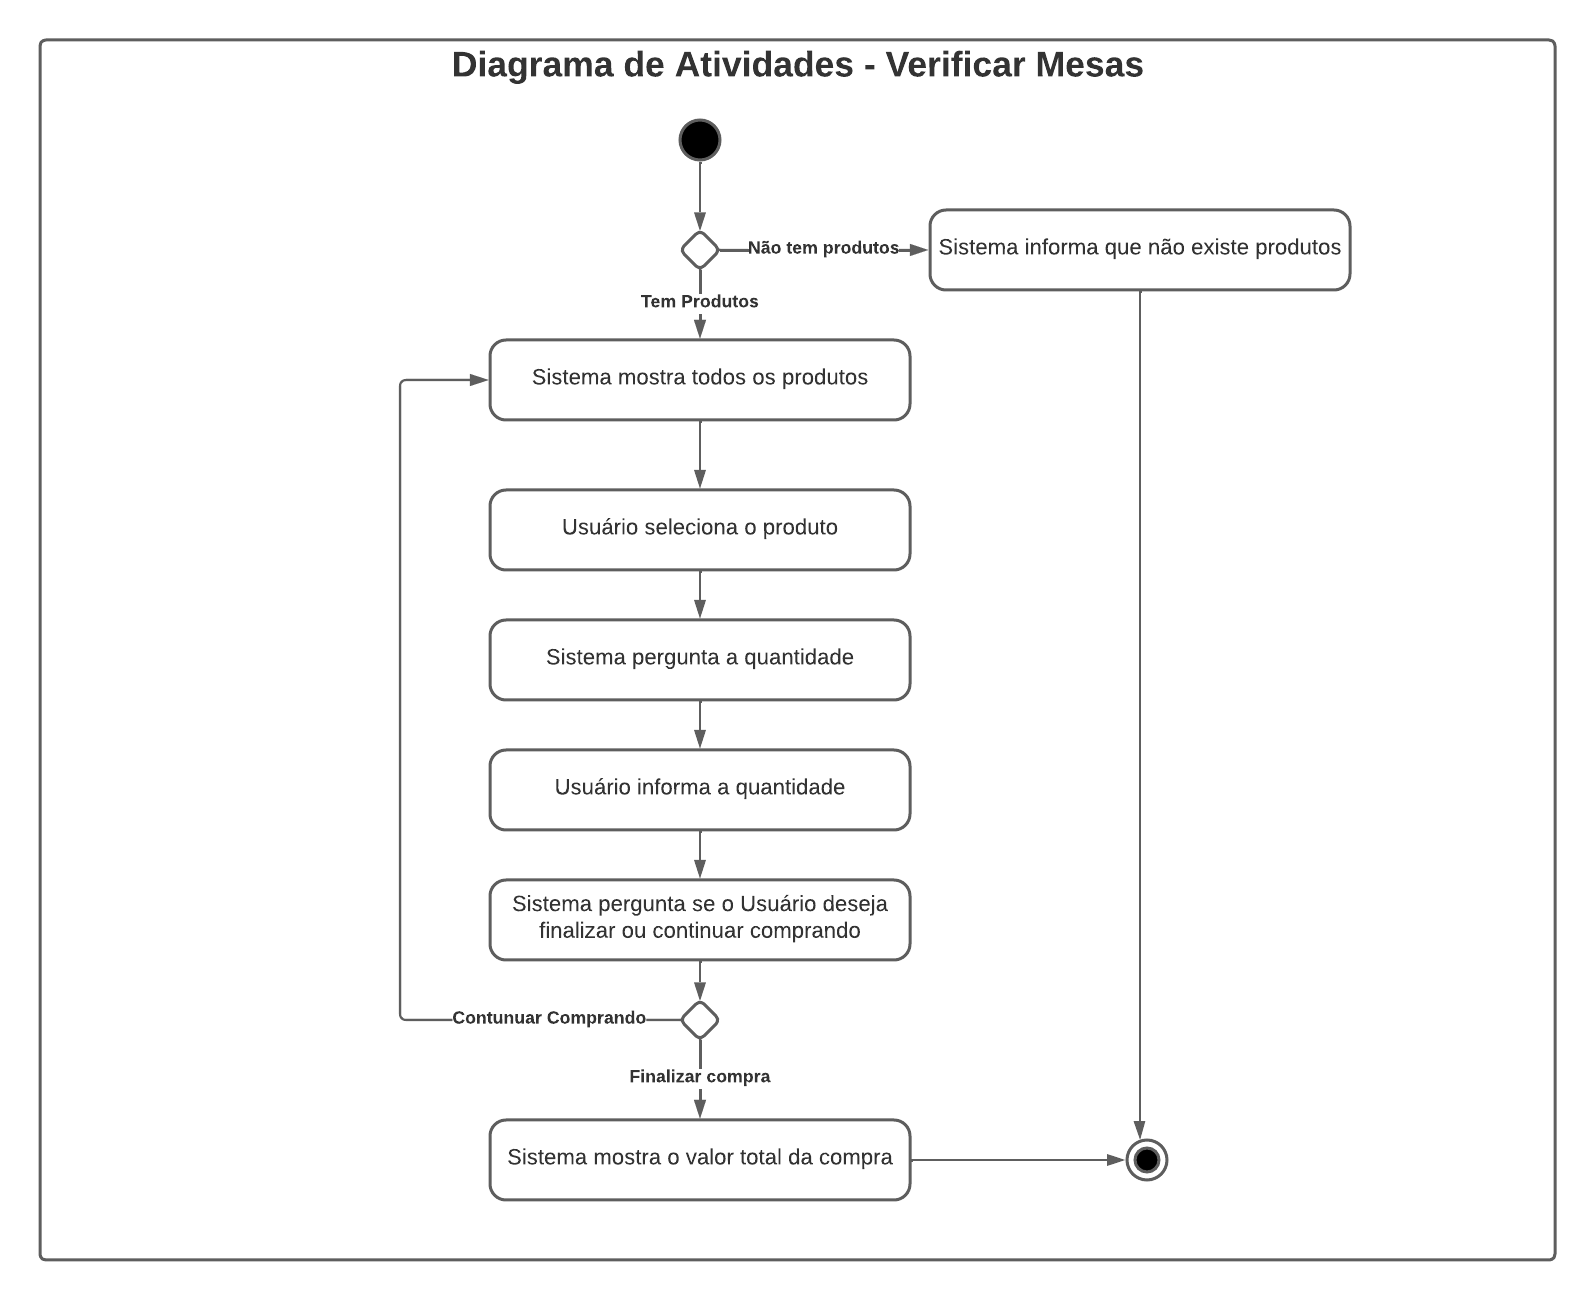 Diagrama de Atividades - Verificar Mesas
Não tem produtos
Sistema informa que não existe produtos
Tem Produtos
Sistema mostra todos os produtos
Usuário seleciona o produto
Sistema pergunta a quantidade
Usuário informa a quantidade
Sistema pergunta se o Usuário deseja
finalizar ou continuar comprando
Contunuar Comprando
Finalizar compra
Sistema mostra o valor total da compra